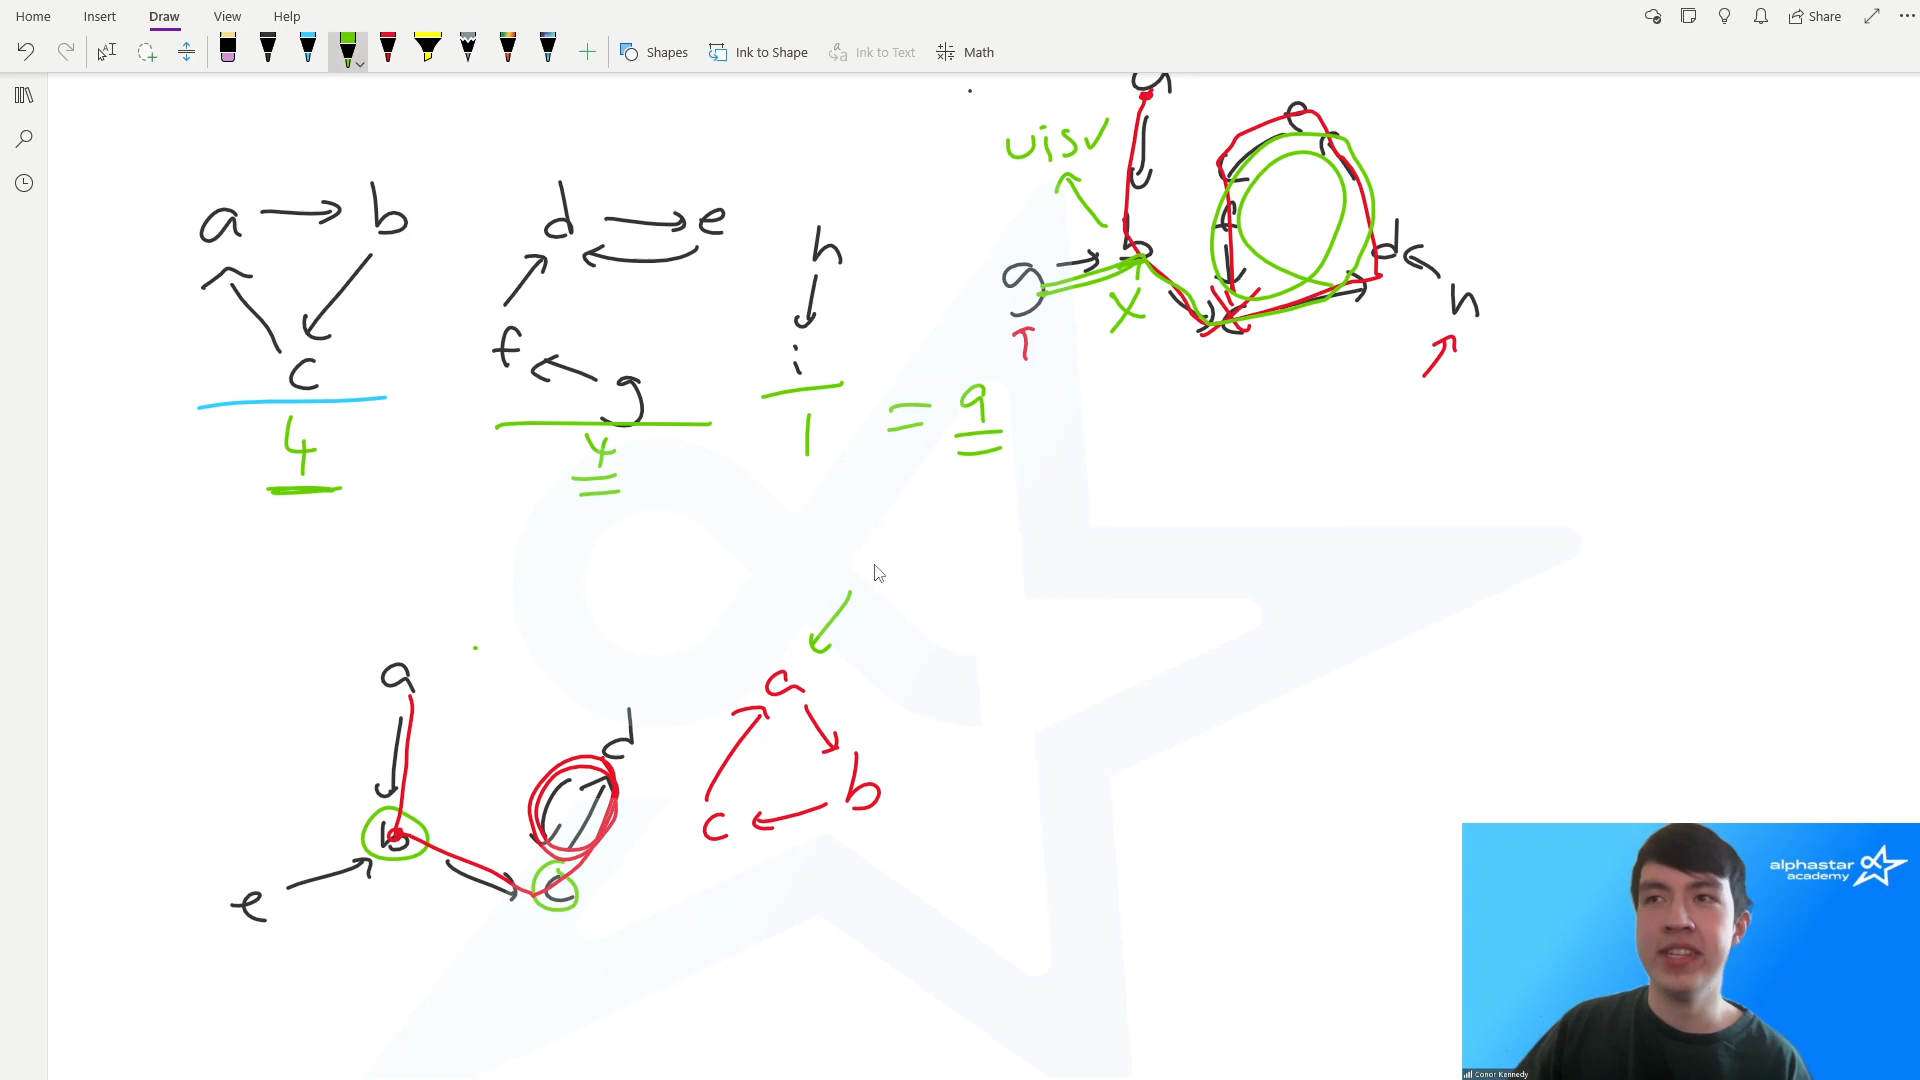 Home Insert Draw View Help
Share
Shapes
Ink to Shape
Ink to Text
Math
a
visv
e
a → b
d → e
h
b
f
d
g
h
X
c
f
g
i
c
4
4
1
= 9
a
a
d
b
b
c
e
c
alphastar
academy
Conor Kennedy